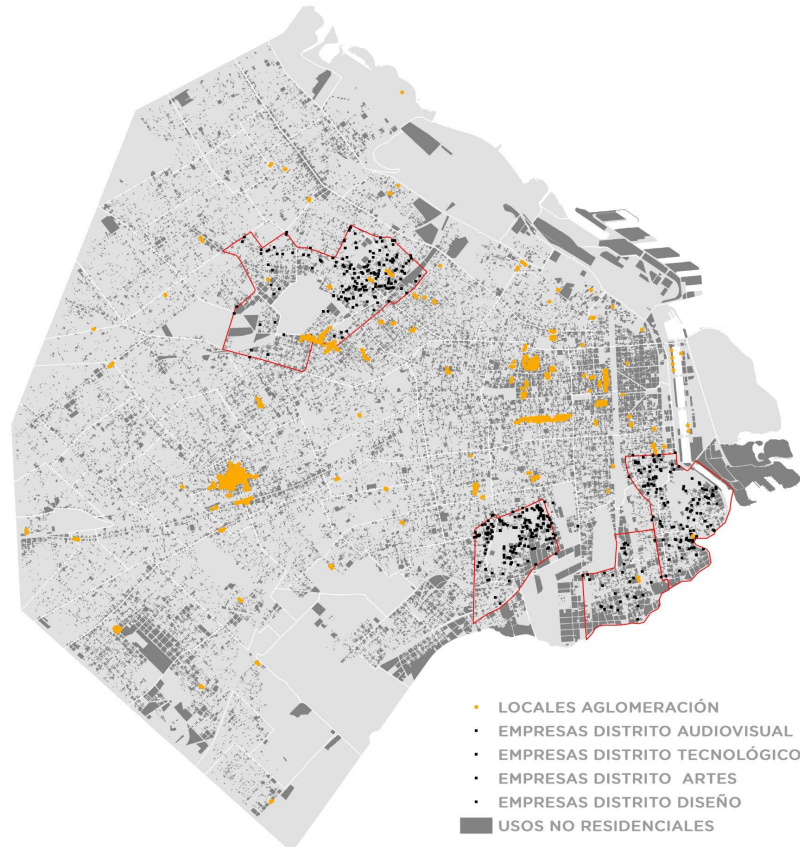 LOCALES AGLOMERACIÓN
EMPRESAS DISTRITO AUDIOVISUAL
EMPRESAS DISTRITO TECNOLÓGICO
EMPRESAS DISTRITO ARTES
EMPRESAS DISTRITO DISEÑO
USOS NO RESIDENCIALES